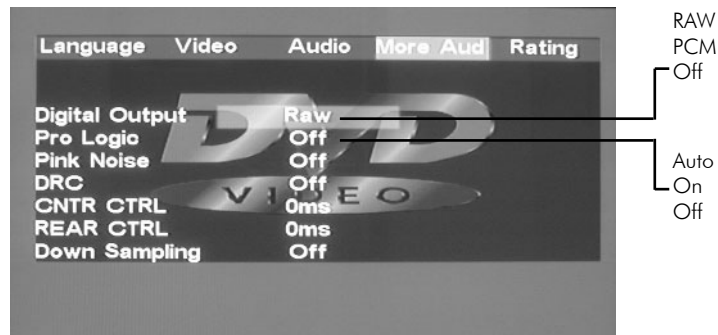 Language Video Audio More Aud Rating
Digital Output Raw
Pro Logic Off
Pink Noise Off
DRC Off
CNTR CTRL 0ms
REAR CTRL 0ms
Down Sampling Off
DVD
VIDEO
RAW
PCM
Off
Auto
On
Off